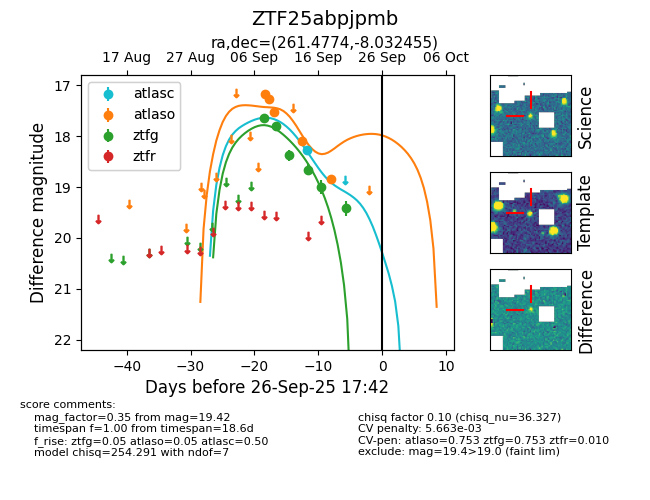 ZTF25abpjpmb
ra,dec=(261.4774,-8.032455)
17 Aug 27 Aug 06 Sep 16 Sep 26 Sep 06 Oct
17
18
19
20
21
22
Difference magnitude
atlasc
atlaso
ztfg
ztfr
−40 −30 −20 −10 0 10
Days before 26-Sep-25 17:42
Science
Template
Difference
score comments:
mag_factor=0.35 from mag=19.42
timespan f=1.00 from timespan=18.6d
f_rise: ztfg=0.05 atlaso=0.05 atlasc=0.50
model chisq=254.291 with ndof=7
chisq factor 0.10 (chisq_nu=36.327)
CV penalty: 5.663e-03
CV-pen: atlaso=0.753 ztfg=0.753 ztfr=0.010
exclude: mag=19.4>19.0 (faint lim)